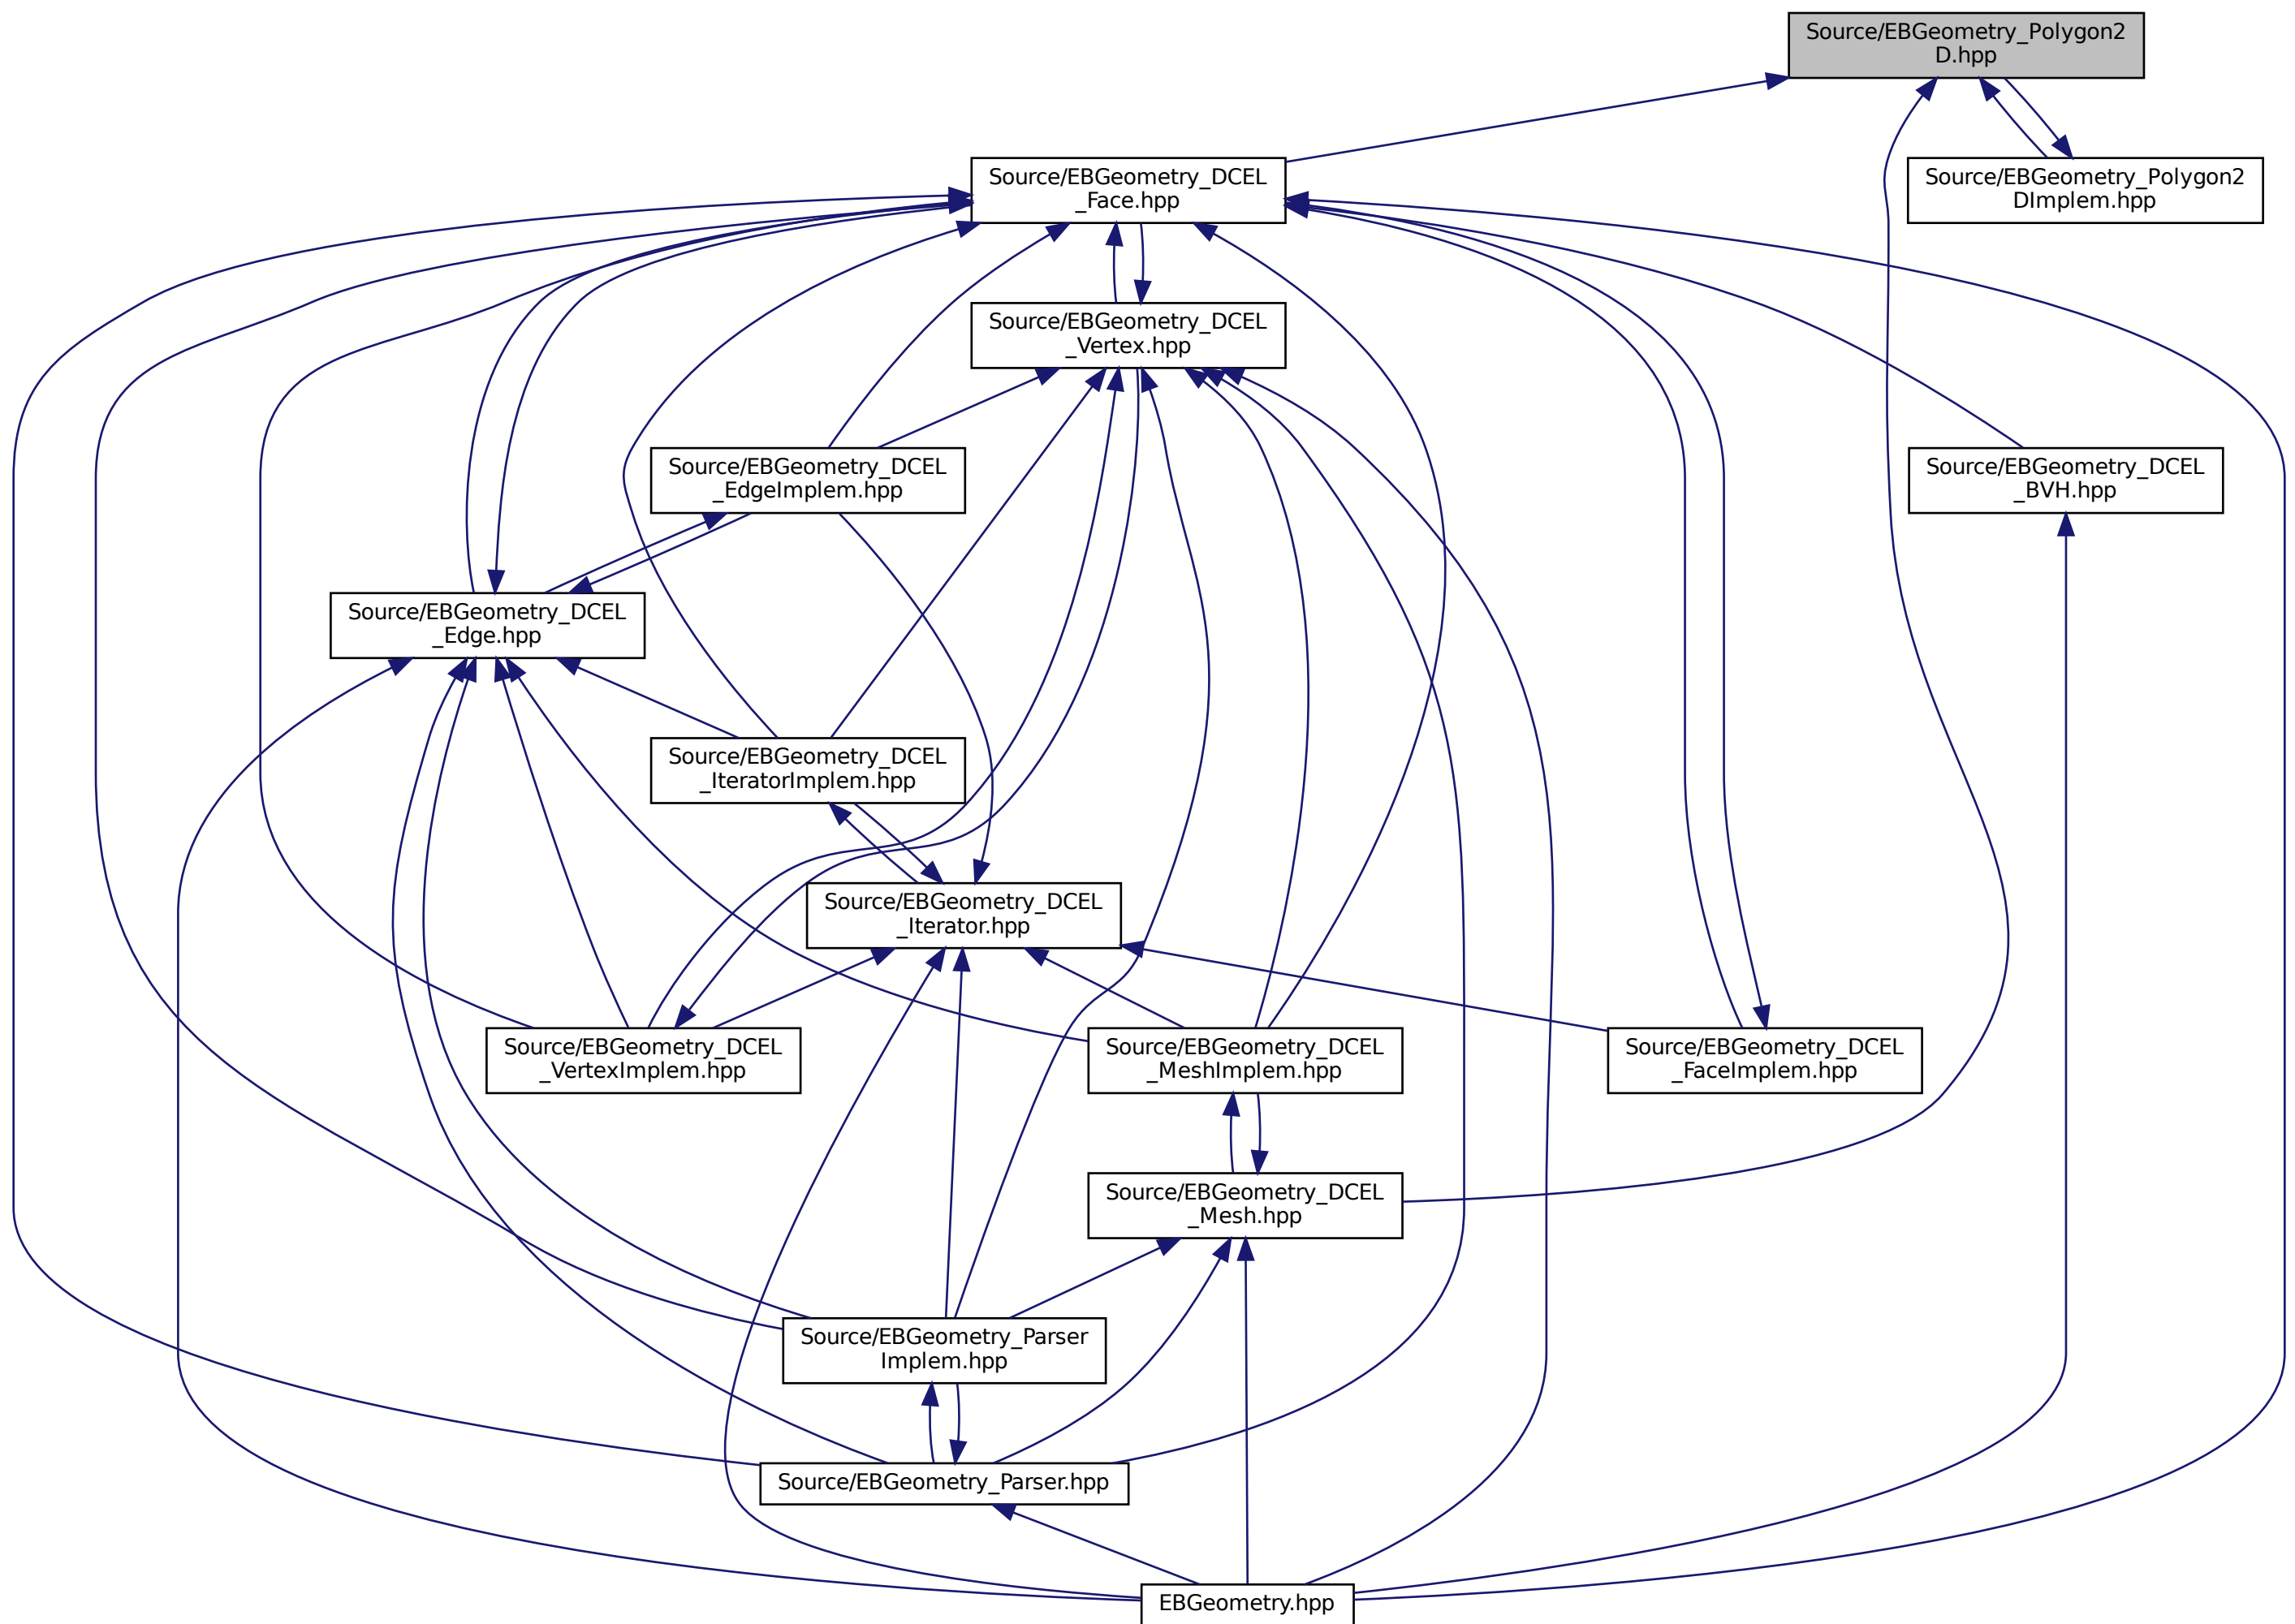 Source/EBGeometry_Polygon2
D.hpp
Source/EBGeometry_DCEL
_Face.hpp
Source/EBGeometry_Polygon2
DImplem.hpp
Source/EBGeometry_DCEL
_Vertex.hpp
Source/EBGeometry_DCEL
_EdgeImplem.hpp
Source/EBGeometry_DCEL
_BVH.hpp
Source/EBGeometry_DCEL
_Edge.hpp
Source/EBGeometry_DCEL
_IteratorImplem.hpp
Source/EBGeometry_DCEL
_Iterator.hpp
Source/EBGeometry_DCEL
_VertexImplem.hpp
Source/EBGeometry_DCEL
_MeshImplem.hpp
Source/EBGeometry_DCEL
_FaceImplem.hpp
Source/EBGeometry_DCEL
_Mesh.hpp
Source/EBGeometry_Parser
Implem.hpp
Source/EBGeometry_Parser.hpp
EBGeometry.hpp